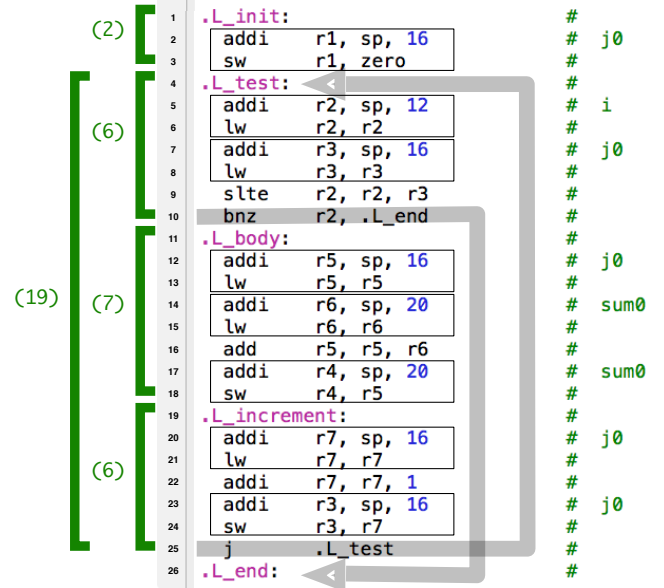 1 .L_init: #
(2) 2 addi r1, sp, 16 # j0
3 sw r1, zero #
4 .L_test: #
5 addi r2, sp, 12 # i
(6) 6 lw r2, r2 #
7 addi r3, sp, 16 # j0
8 lw r3, r3 #
9 slte r2, r2, r3 #
10 bnz r2, .L_end #
11 .L_body: #
12 addi r5, sp, 16 # j0
13 lw r5, r5 #
(19) (7) 14 addi r6, sp, 20 # sum0
15 lw r6, r6 #
16 add r5, r5, r6 #
17 addi r4, sp, 20 # sum0
18 sw r4, r5 #
19 .L_increment: #
20 addi r7, sp, 16 # j0
21 lw r7, r7 #
(6) 22 addi r7, r7, 1 #
23 addi r3, sp, 16 # j0
24 sw r3, r7 #
25 j .L_test #
26 .L_end: #